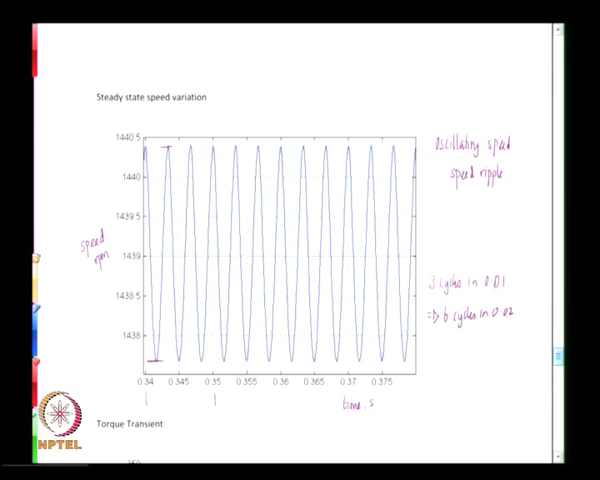 Steady state speed variation
1440.5
1440
1439.5
1439
1438.5
1438
0.34 0.345 0.35 0.355 0.36 0.365 0.37 0.375
speed
rpm
time, s
Oscillating speed
speed ripple
3 cycles in 0.01
⇒ 6 cycles in 0.02
Torque Transient
350
NPTEL